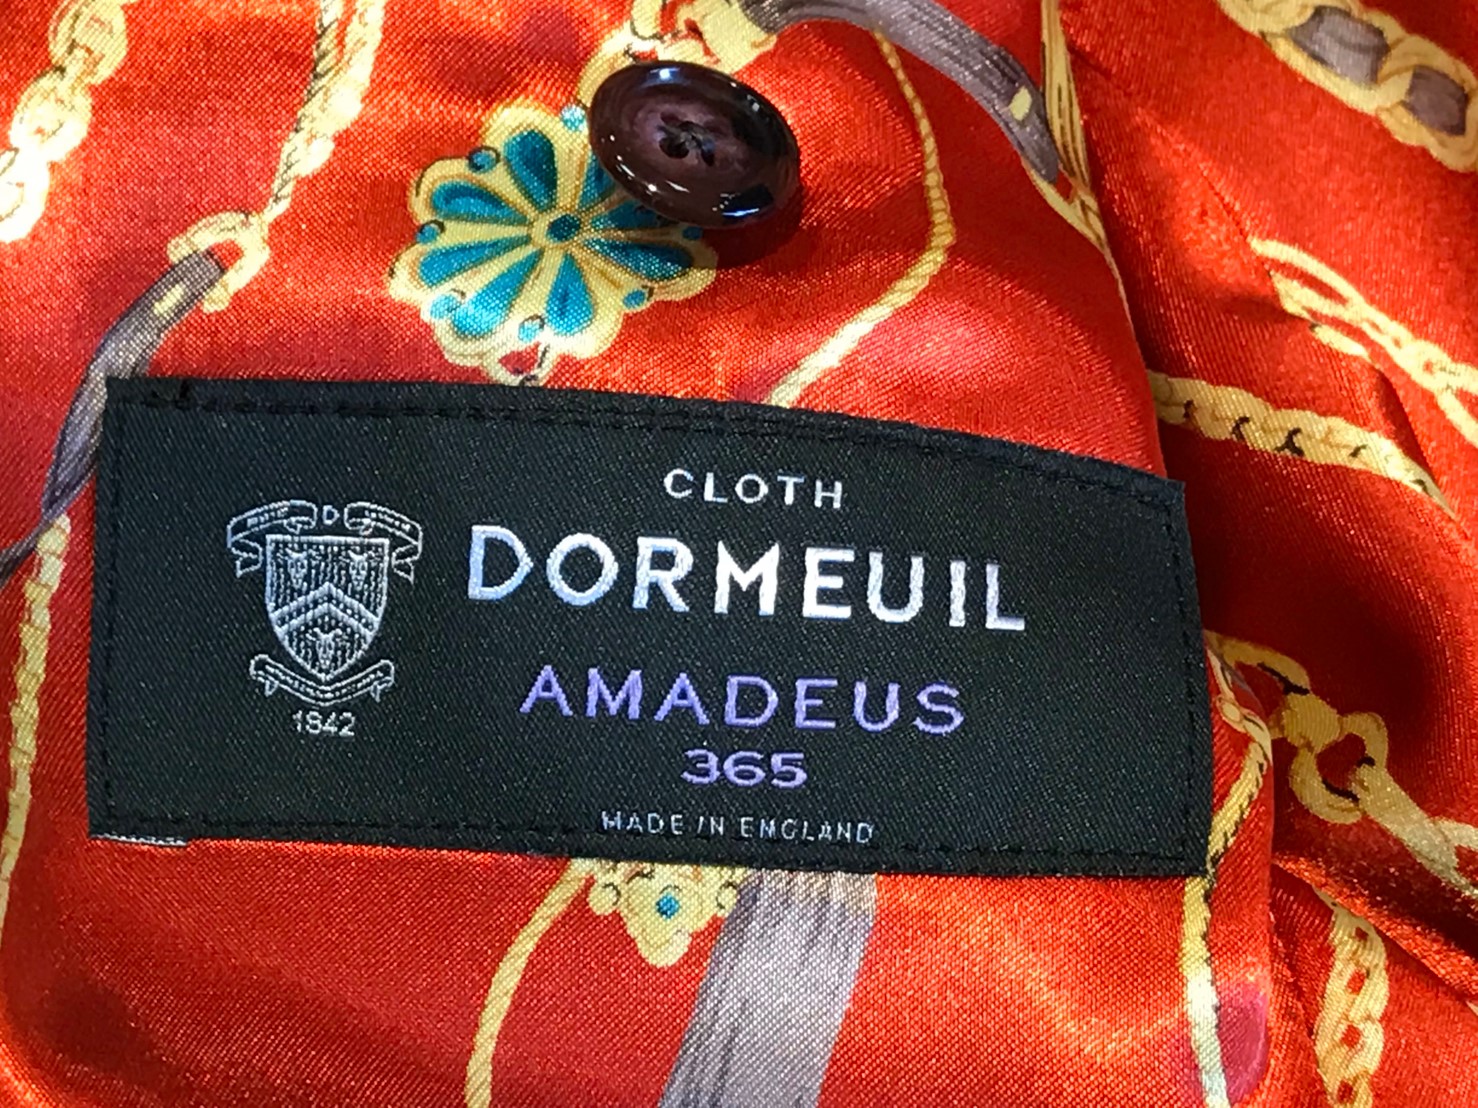 CLOTH
DORMEUIL
AMADEUS
365
MADE IN ENGLAND
D
1842